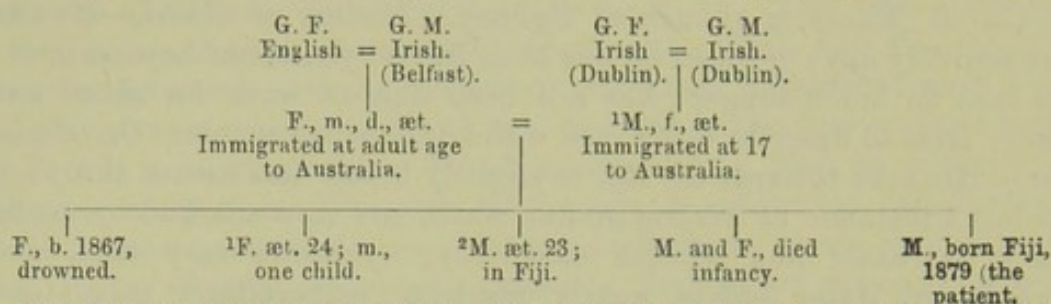 G. F. G. M. G. F. G. M.
English = Irish. Irish = Irish.
(Belfast). (Dublin). (Dublin).
F., m., d., æt. = ¹M., f., æt.
Immigrated at adult age Immigrated at 17
to Australia. to Australia.
F., b. 1867, ¹F. æt. 24; m., ²M. æt. 23; M. and F., died M., born Fiji,
drowned. one child. in Fiji. infancy. 1879 (the
patient.